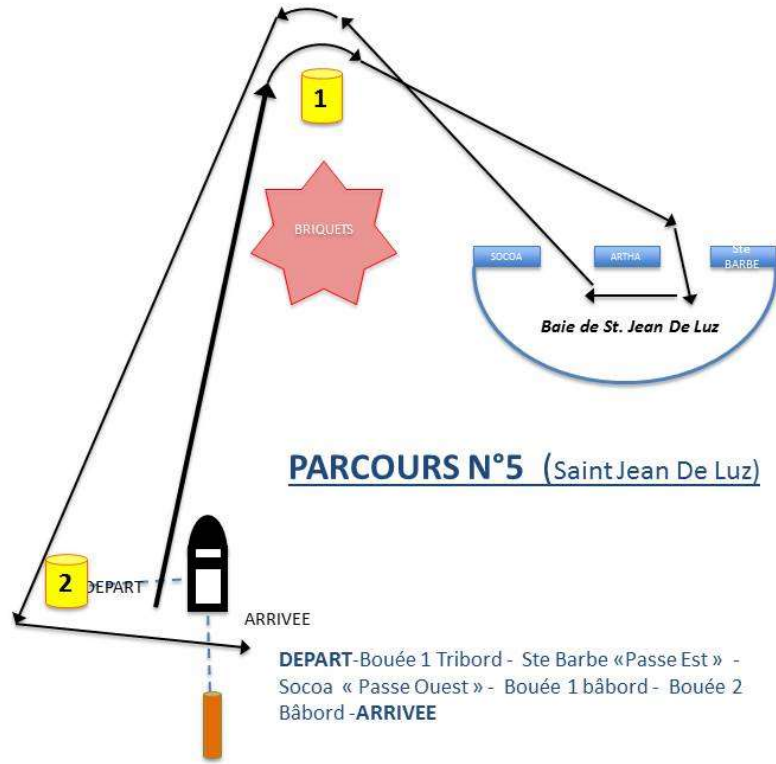 1
BRIQUETS
SOCOA
ARTHA
Ste
BARBE
Baie de St. Jean De Luz
PARCOURS N°5 (Saint Jean De Luz)
2
DEPART
ARRIVEE
DEPART-Bouée 1 Tribord - Ste Barbe «Passe Est » -
Socoa « Passe Ouest » - Bouée 1 bâbord - Bouée 2
Bâbord -ARRIVEE